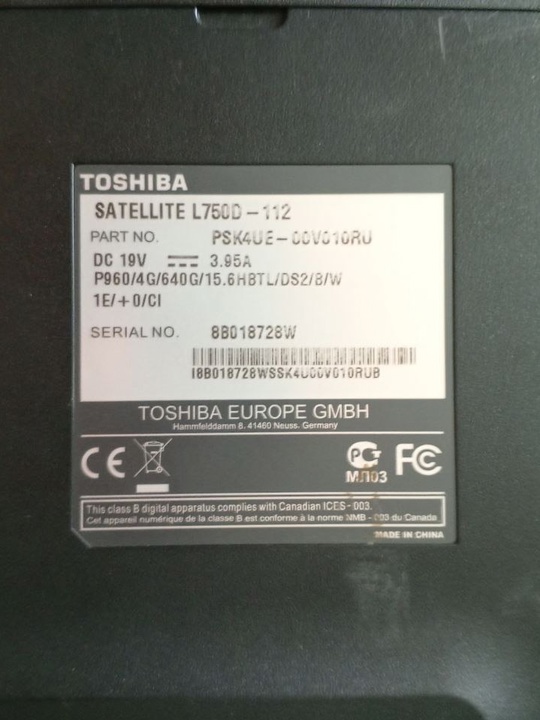 TOSHIBA
SATELLITE L750D-112
PART NO. PSK4UE-00V010RU
DC 19V 3.95A
P960/4G/640G/15.6HBTL/DS2/B/W
1E/+0/CI
SERIAL NO. 8B018728W
I8B018728WSSK4U00V010RUB
TOSHIBA EUROPE GMBH
Hammfelddamm 8, 41460 Neuss, Germany
CE PG FC
МЛ03
This class B digital apparatus complies with Canadian ICES-003.
Cet appareil numérique de la classe B est conforme à la norme NMB-003 du Canada
MADE IN CHINA